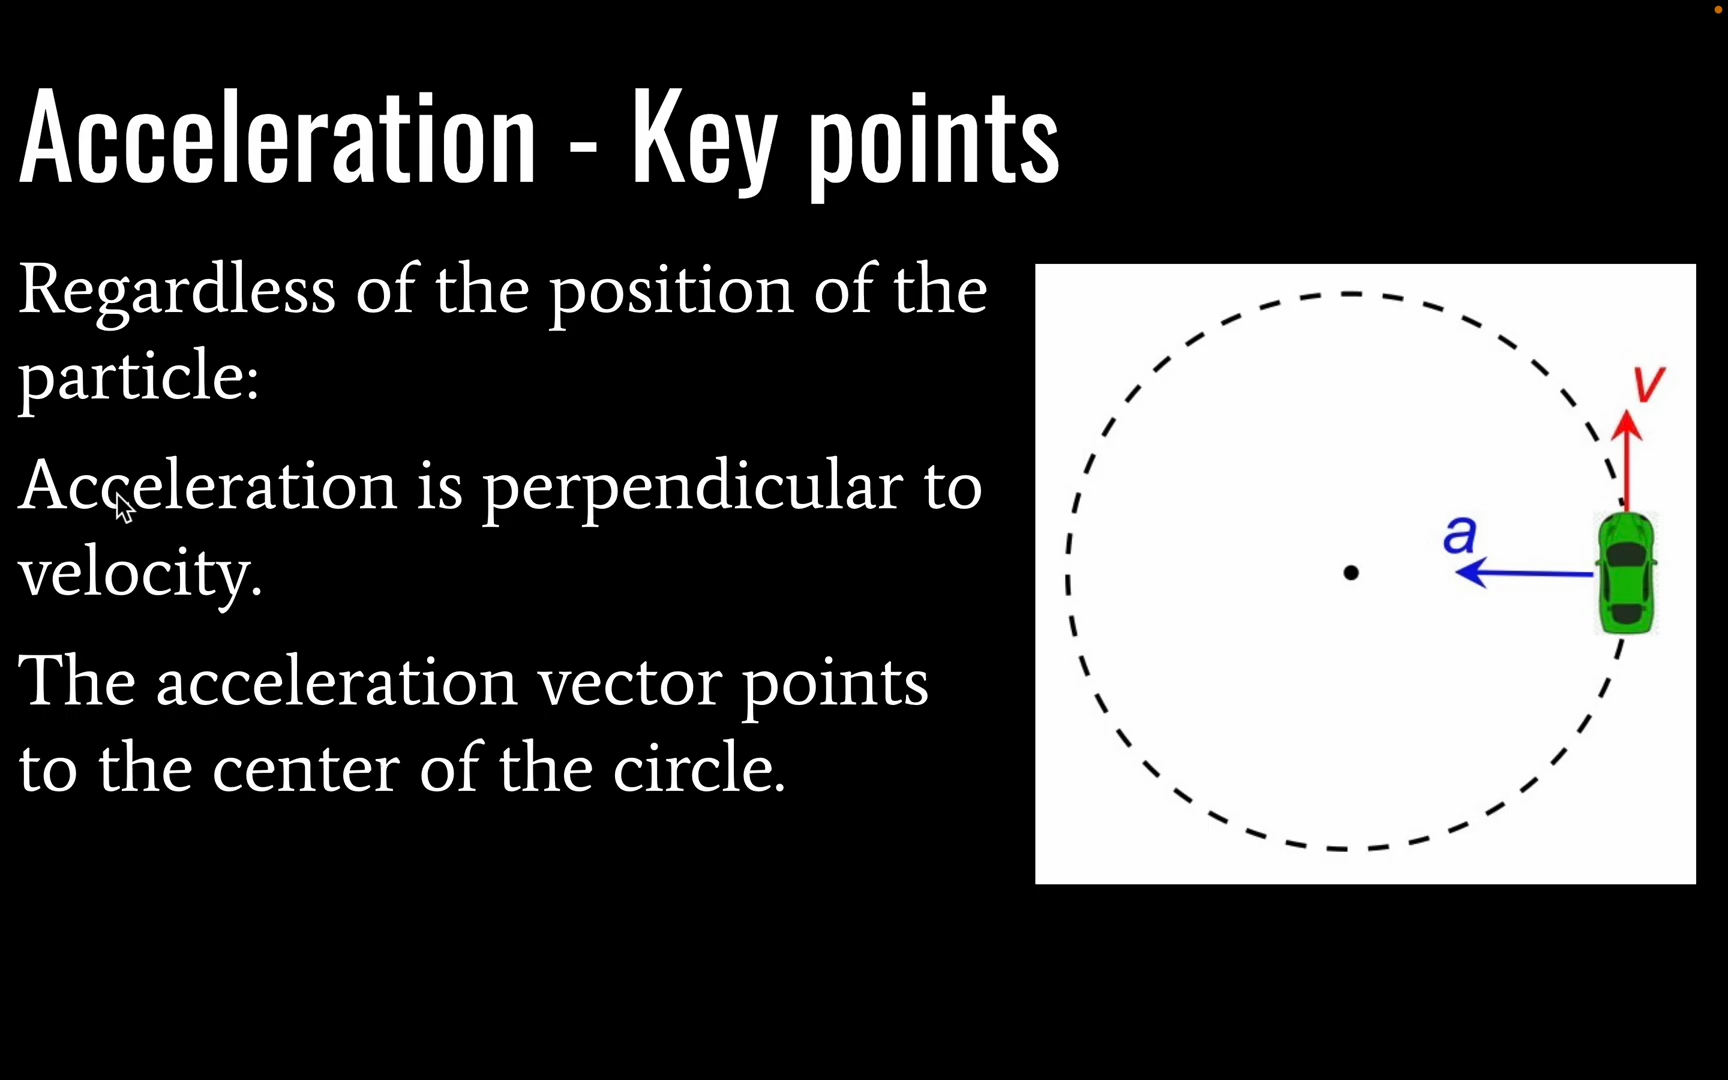 Acceleration - Key points
Regardless of the position of the
particle:
Acceleration is perpendicular to
velocity.
The acceleration vector points
to the center of the circle.
v
a